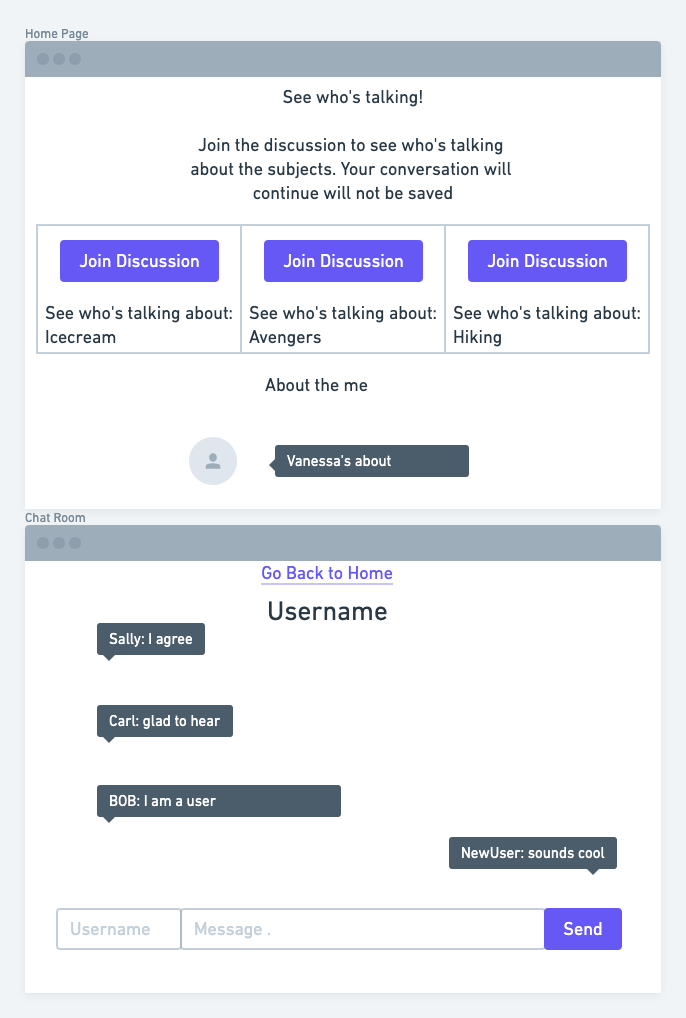 Home Page
See who's talking!
Join the discussion to see who's talking
about the subjects. Your conversation will
continue will not be saved
Join Discussion
See who's talking about:
Icecream
Join Discussion
See who's talking about:
Avengers
Join Discussion
See who's talking about:
Hiking
About the me
Vanessa's about
Chat Room
Go Back to Home
Username
Sally: I agree
Carl: glad to hear
BOB: I am a user
NewUser: sounds cool
Username
Message .
Send